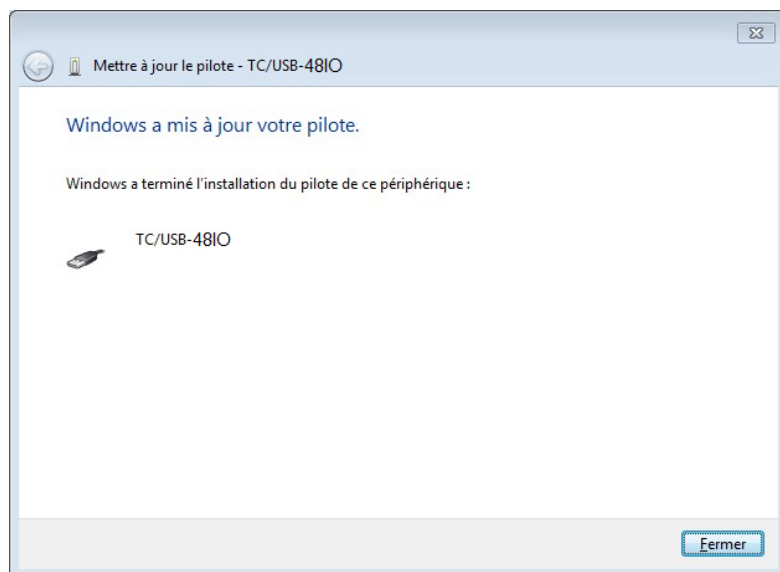 Mettre à jour le pilote - TC/USB-48IO
Windows a mis à jour votre pilote.
Windows a terminé l'installation du pilote de ce périphérique :
TC/USB-48IO
Fermer